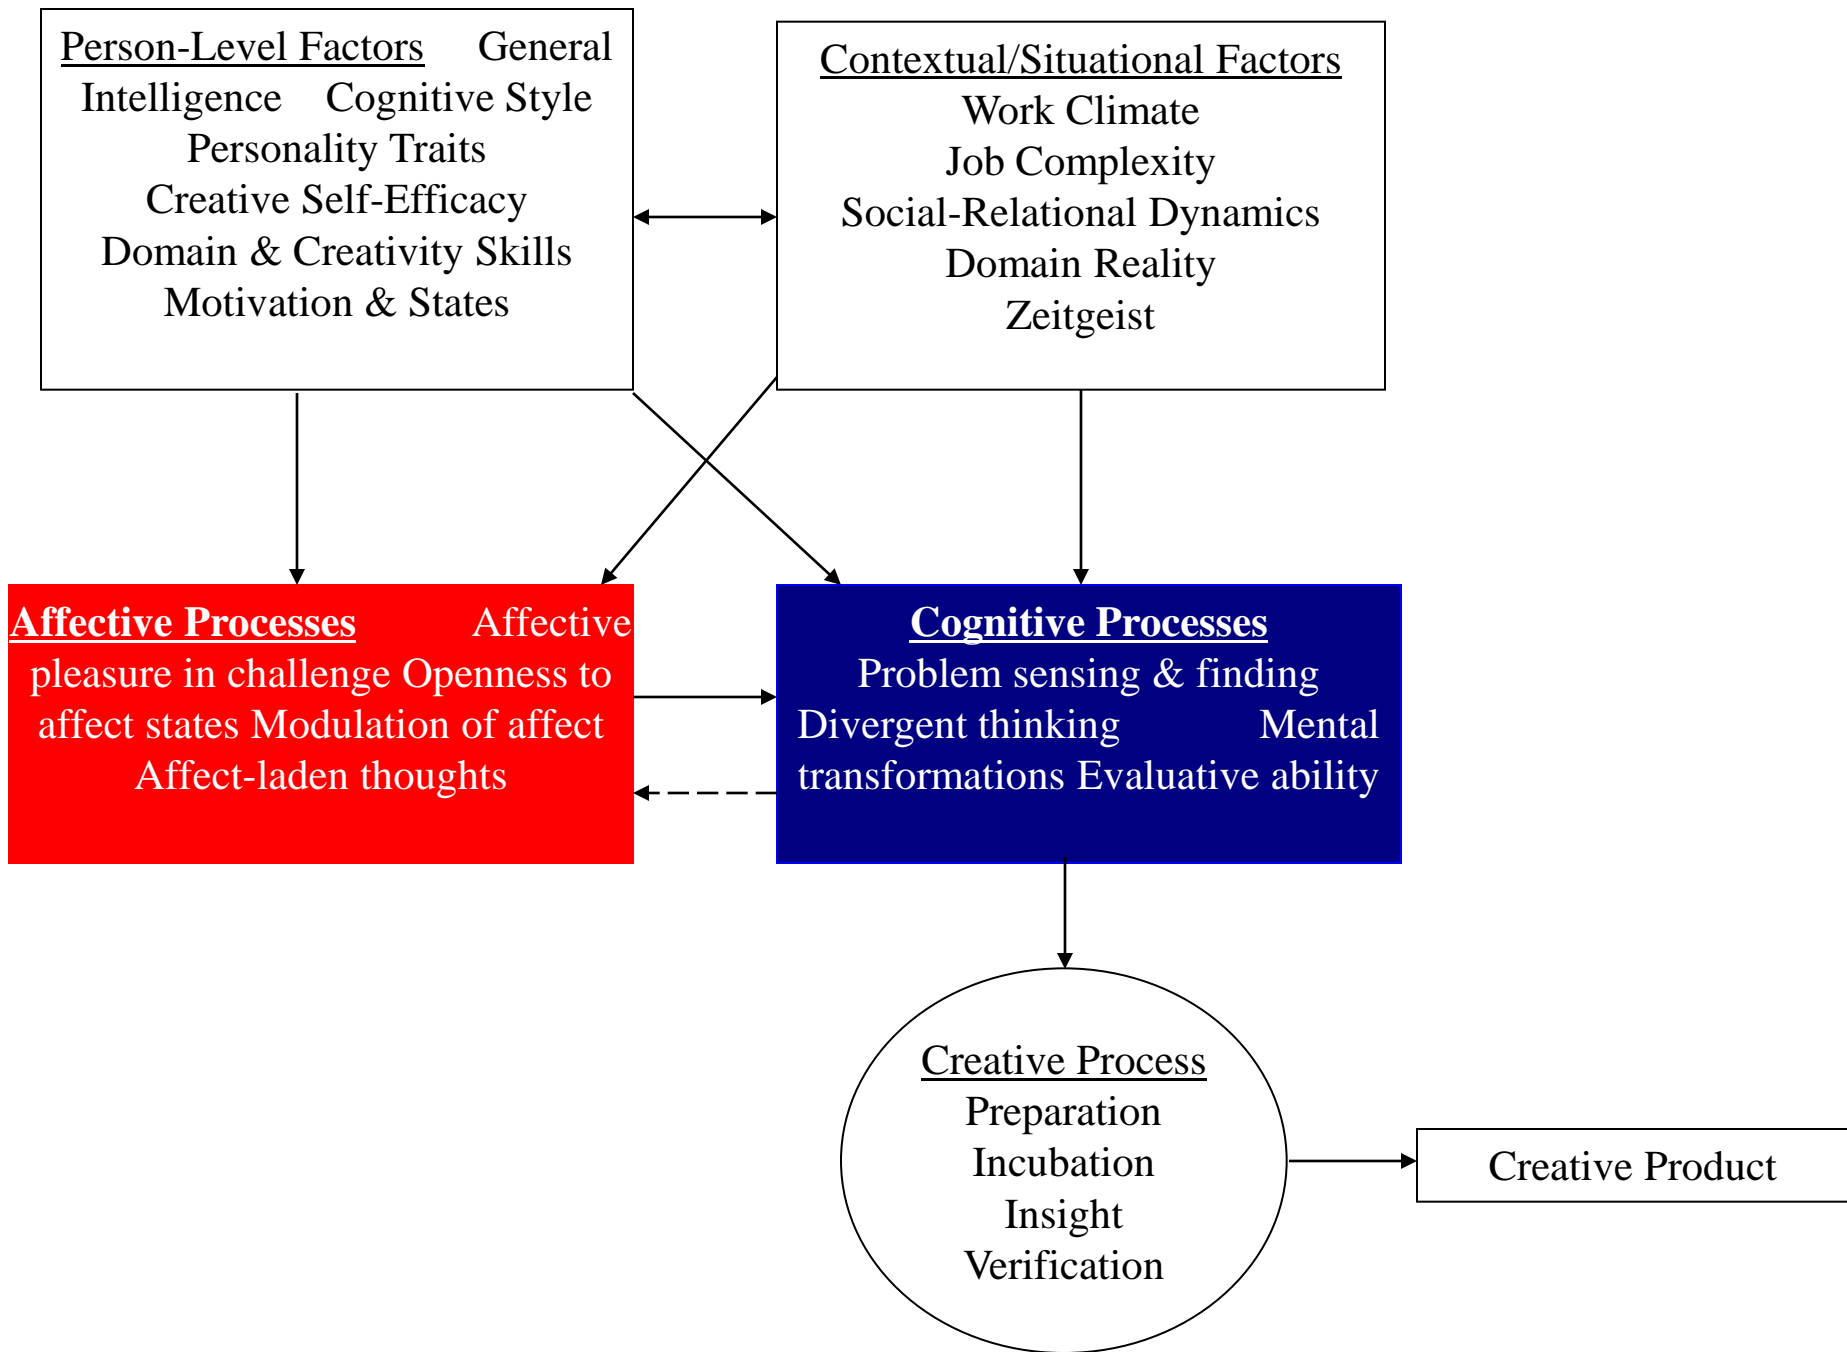 Person-Level Factors General
Intelligence Cognitive Style
Personality Traits
Creative Self-Efficacy
Domain & Creativity Skills
Motivation & States
Contextual/Situational Factors
Work Climate
Job Complexity
Social-Relational Dynamics
Domain Reality
Zeitgeist
Affective Processes Affective
pleasure in challenge Openness to
affect states Modulation of affect
Affect-laden thoughts
Cognitive Processes
Problem sensing & finding
Divergent thinking Mental
transformations Evaluative ability
Creative Process
Preparation
Incubation
Insight
Verification
Creative Product